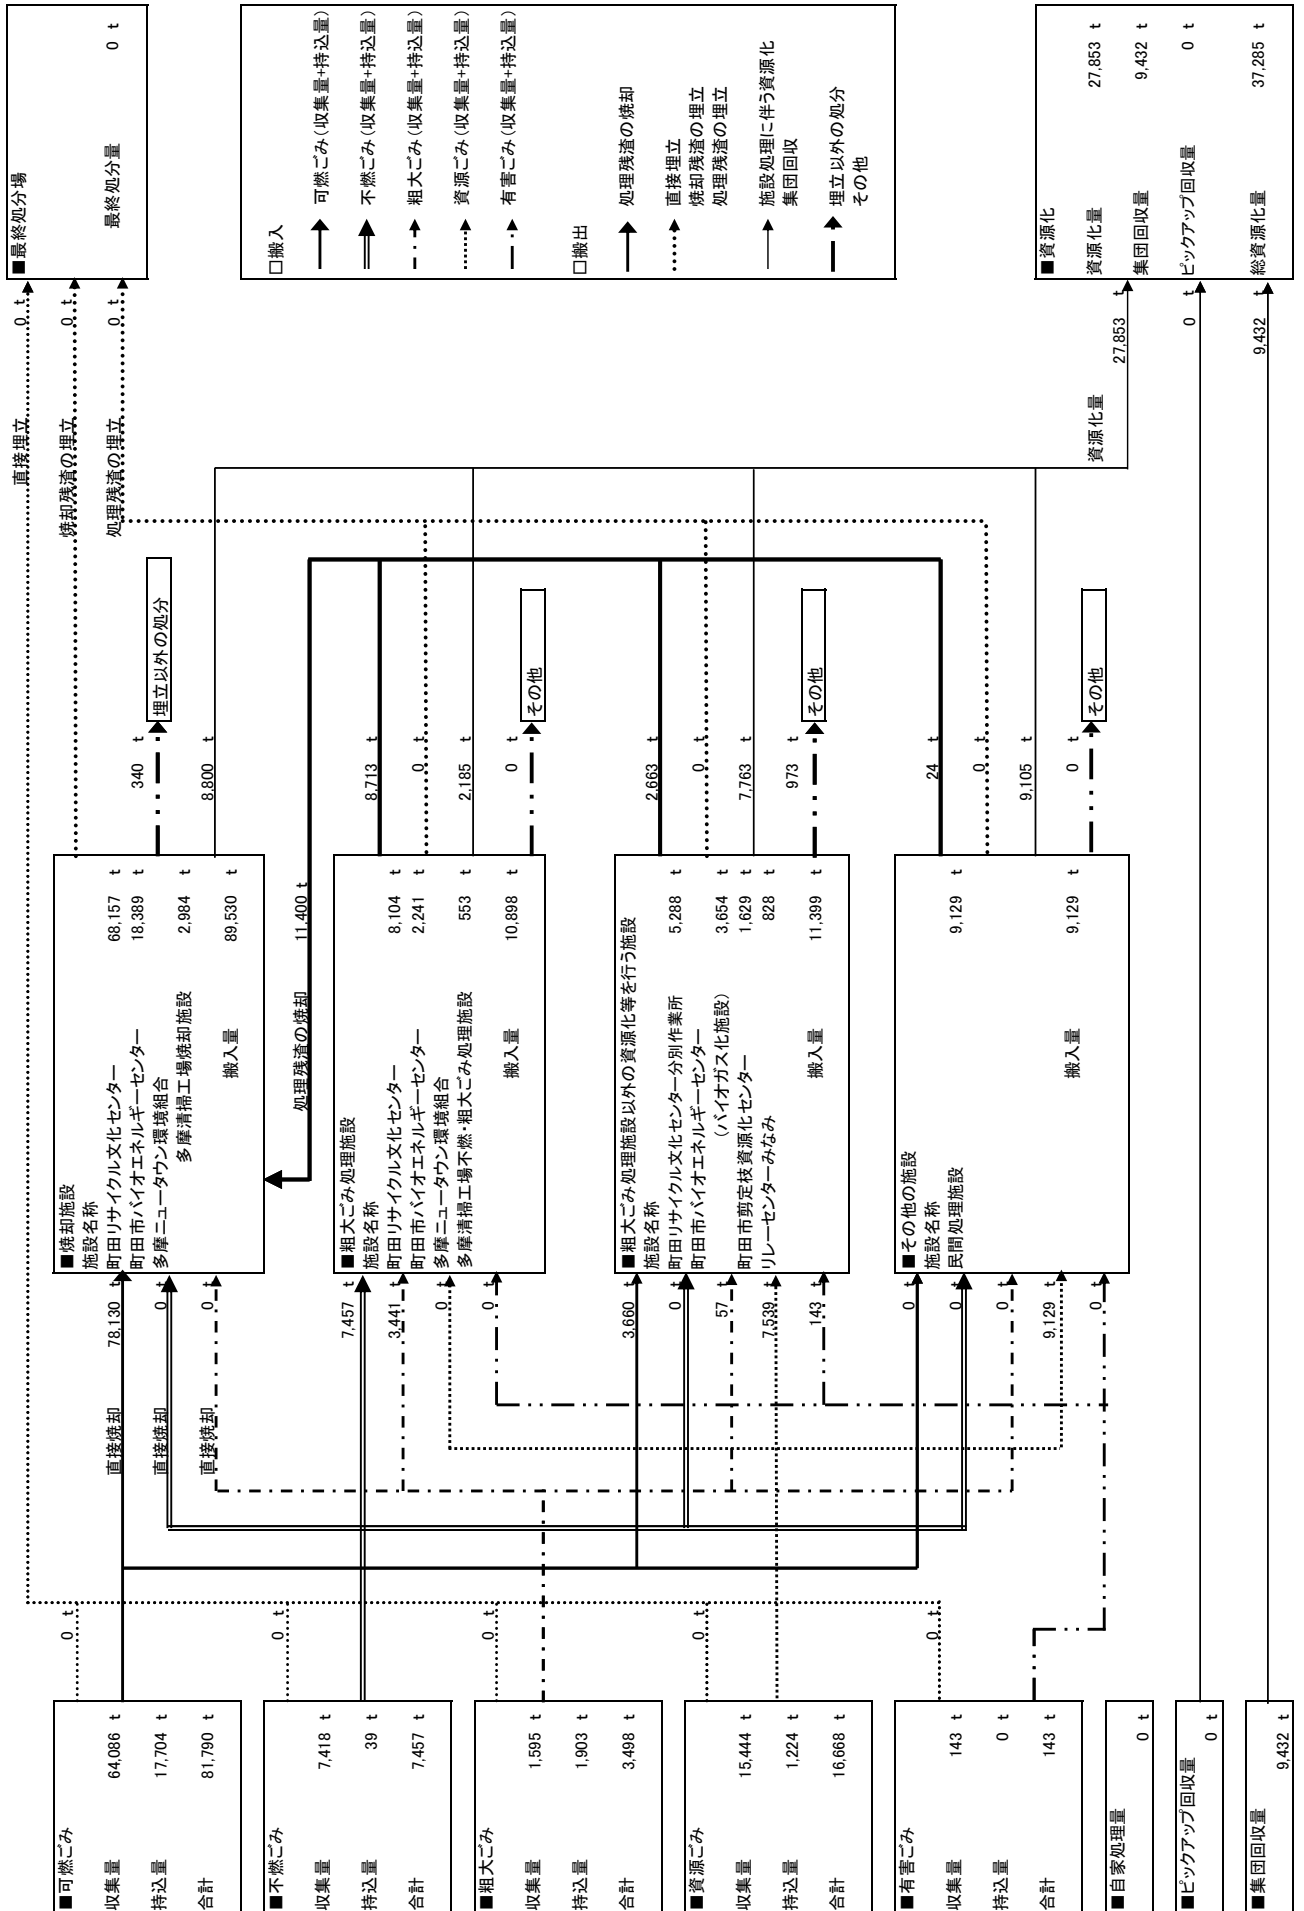 ■可燃ごみ
収集量 64,086 t
持込量 17,704 t
合計 81,790 t
■不燃ごみ
収集量 7,418 t
持込量 39 t
合計 7,457 t
■粗大ごみ
収集量 1,595 t
持込量 1,903 t
合計 3,498 t
■資源ごみ
収集量 15,444 t
持込量 1,224 t
合計 16,668 t
■有害ごみ
収集量 143 t
持込量 0 t
合計 143 t
■自家処理量
0 t
■ピックアップ回収量
0 t
■集団回収量
9,432 t
0 t
0 t
0 t
0 t
0 t
直接焼却 78,130 t
直接焼却 0 t
直接焼却 0 t
7,457 t
3,441 t
0 t
0 t
3,660 t
0 t
57 t
7,539 t
143 t
0 t
0 t
0 t
9,129 t
0 t
■焼却施設
施設名称
町田リサイクル文化センター 68,157 t
町田市バイオエネルギーセンター 18,389 t
多摩ニュータウン環境組合
多摩清掃工場焼却施設 2,984 t
搬入量 89,530 t
処理残渣の焼却 11,400 t
■粗大ごみ処理施設
施設名称
町田リサイクル文化センター 8,104 t
町田市バイオエネルギーセンター 2,241 t
多摩ニュータウン環境組合
多摩清掃工場不燃・粗大ごみ処理施設 553 t
搬入量 10,898 t
■粗大ごみ処理施設以外の資源化等を行う施設
施設名称
町田リサイクル文化センター分別作業所 5,288 t
町田市バイオエネルギーセンター
(バイオガス化施設) 3,654 t
町田市剪定枝資源化センター 1,629 t
リレーセンターみなみ 828 t
搬入量 11,399 t
■その他の施設
施設名称
民間処理施設 9,129 t
搬入量 9,129 t
340 t
埋立以外の処分
8,800 t
8,713 t
0 t
2,185 t
0 t
その他
2,663 t
0 t
7,763 t
973 t
その他
24 t
0 t
9,105 t
0 t
その他
直接埋立 0 t
焼却残渣の埋立 0 t
処理残渣の埋立 0 t
資源化量 27,853 t
0 t
9,432 t
■最終処分場
最終処分量 0 t
□搬入
可燃ごみ(収集量+持込量)
不燃ごみ(収集量+持込量)
粗大ごみ(収集量+持込量)
資源ごみ(収集量+持込量)
有害ごみ(収集量+持込量)
□搬出
処理残渣の焼却
直接埋立
焼却残渣の埋立
処理残渣の埋立
施設処理に伴う資源化
集団回収
埋立以外の処分
その他
■資源化
資源化量 27,853 t
集団回収量 9,432 t
ピックアップ回収量 0 t
総資源化量 37,285 t